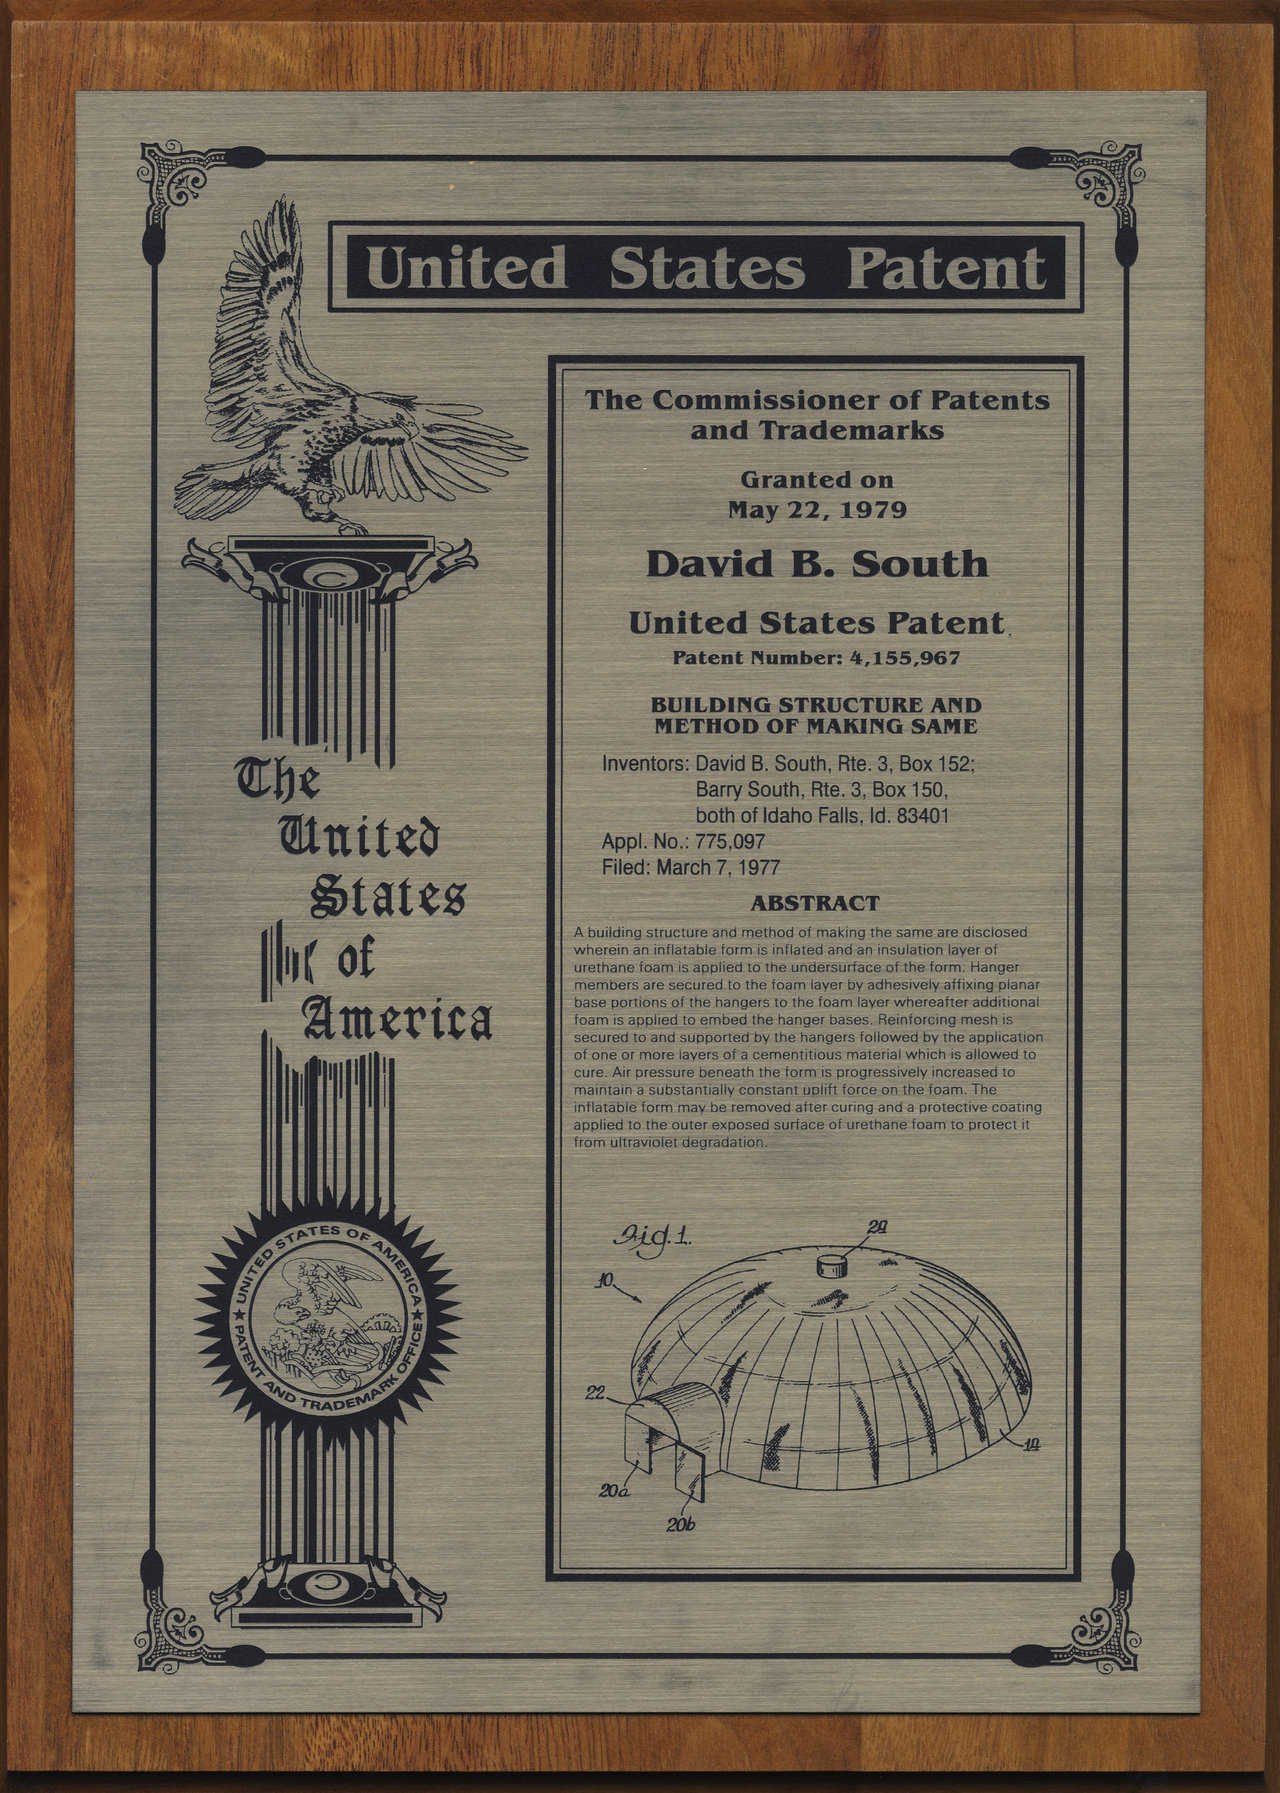 United States Patent
The Commissioner of Patents
and Trademarks
Granted on
May 22, 1979
David B. South
United States Patent
Patent Number: 4,155,967
BUILDING STRUCTURE AND
METHOD OF MAKING SAME
Inventors: David B. South, Rte. 3, Box 152;
Barry South, Rte. 3, Box 150,
both of Idaho Falls, Id. 83401
Appl. No.: 775,097
Filed: March 7, 1977
ABSTRACT
A building structure and method of making the same are disclosed
wherein an inflatable form is inflated and an insulation layer of
urethane foam is applied to the undersurface of the form. Hanger
members are secured to the foam layer by adhesively affixing planar
base portions of the hangers to the foam layer whereafter additional
foam is applied to embed the hanger bases. Reinforcing mesh is
secured to and supported by the hangers followed by the application
of one or more layers of a cementitious material which is allowed to
cure. Air pressure beneath the form is progressively increased to
maintain a substantially constant uplift force on the foam. The
inflatable form may be removed after curing and a protective coating
applied to the outer exposed surface of urethane foam to protect it
from ultraviolet degradation.
The
United
States
of
America
UNITED STATES OF AMERICA
PATENT AND TRADEMARK OFFICE
Fig. 1.
10
22
20a
20b